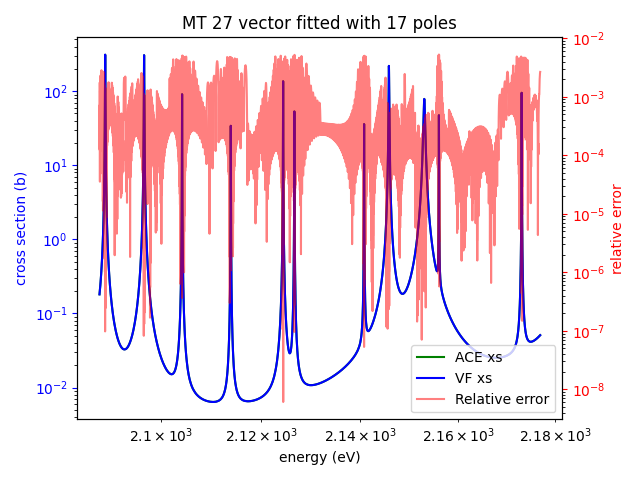 MT 27 vector fitted with 17 poles
10²
10¹
10⁰
10⁻¹
10⁻²
cross section (b)
10⁻²
10⁻³
10⁻⁴
10⁻⁵
10⁻⁶
10⁻⁷
10⁻⁸
relative error
ACE xs
VF xs
Relative error
2.1 × 10³ 2.12 × 10³ 2.14 × 10³ 2.16 × 10³ 2.18 × 10³
energy (eV)